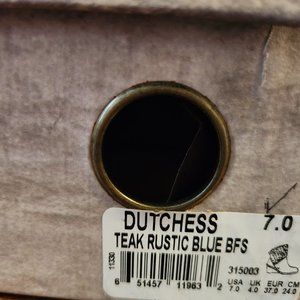 DUTCHESS 7.0
TEAK RUSTIC BLUE BFS
11330
315003
USA UK EUR CM
7.0 4.0 37.0 24.0
6 51457 11963 2